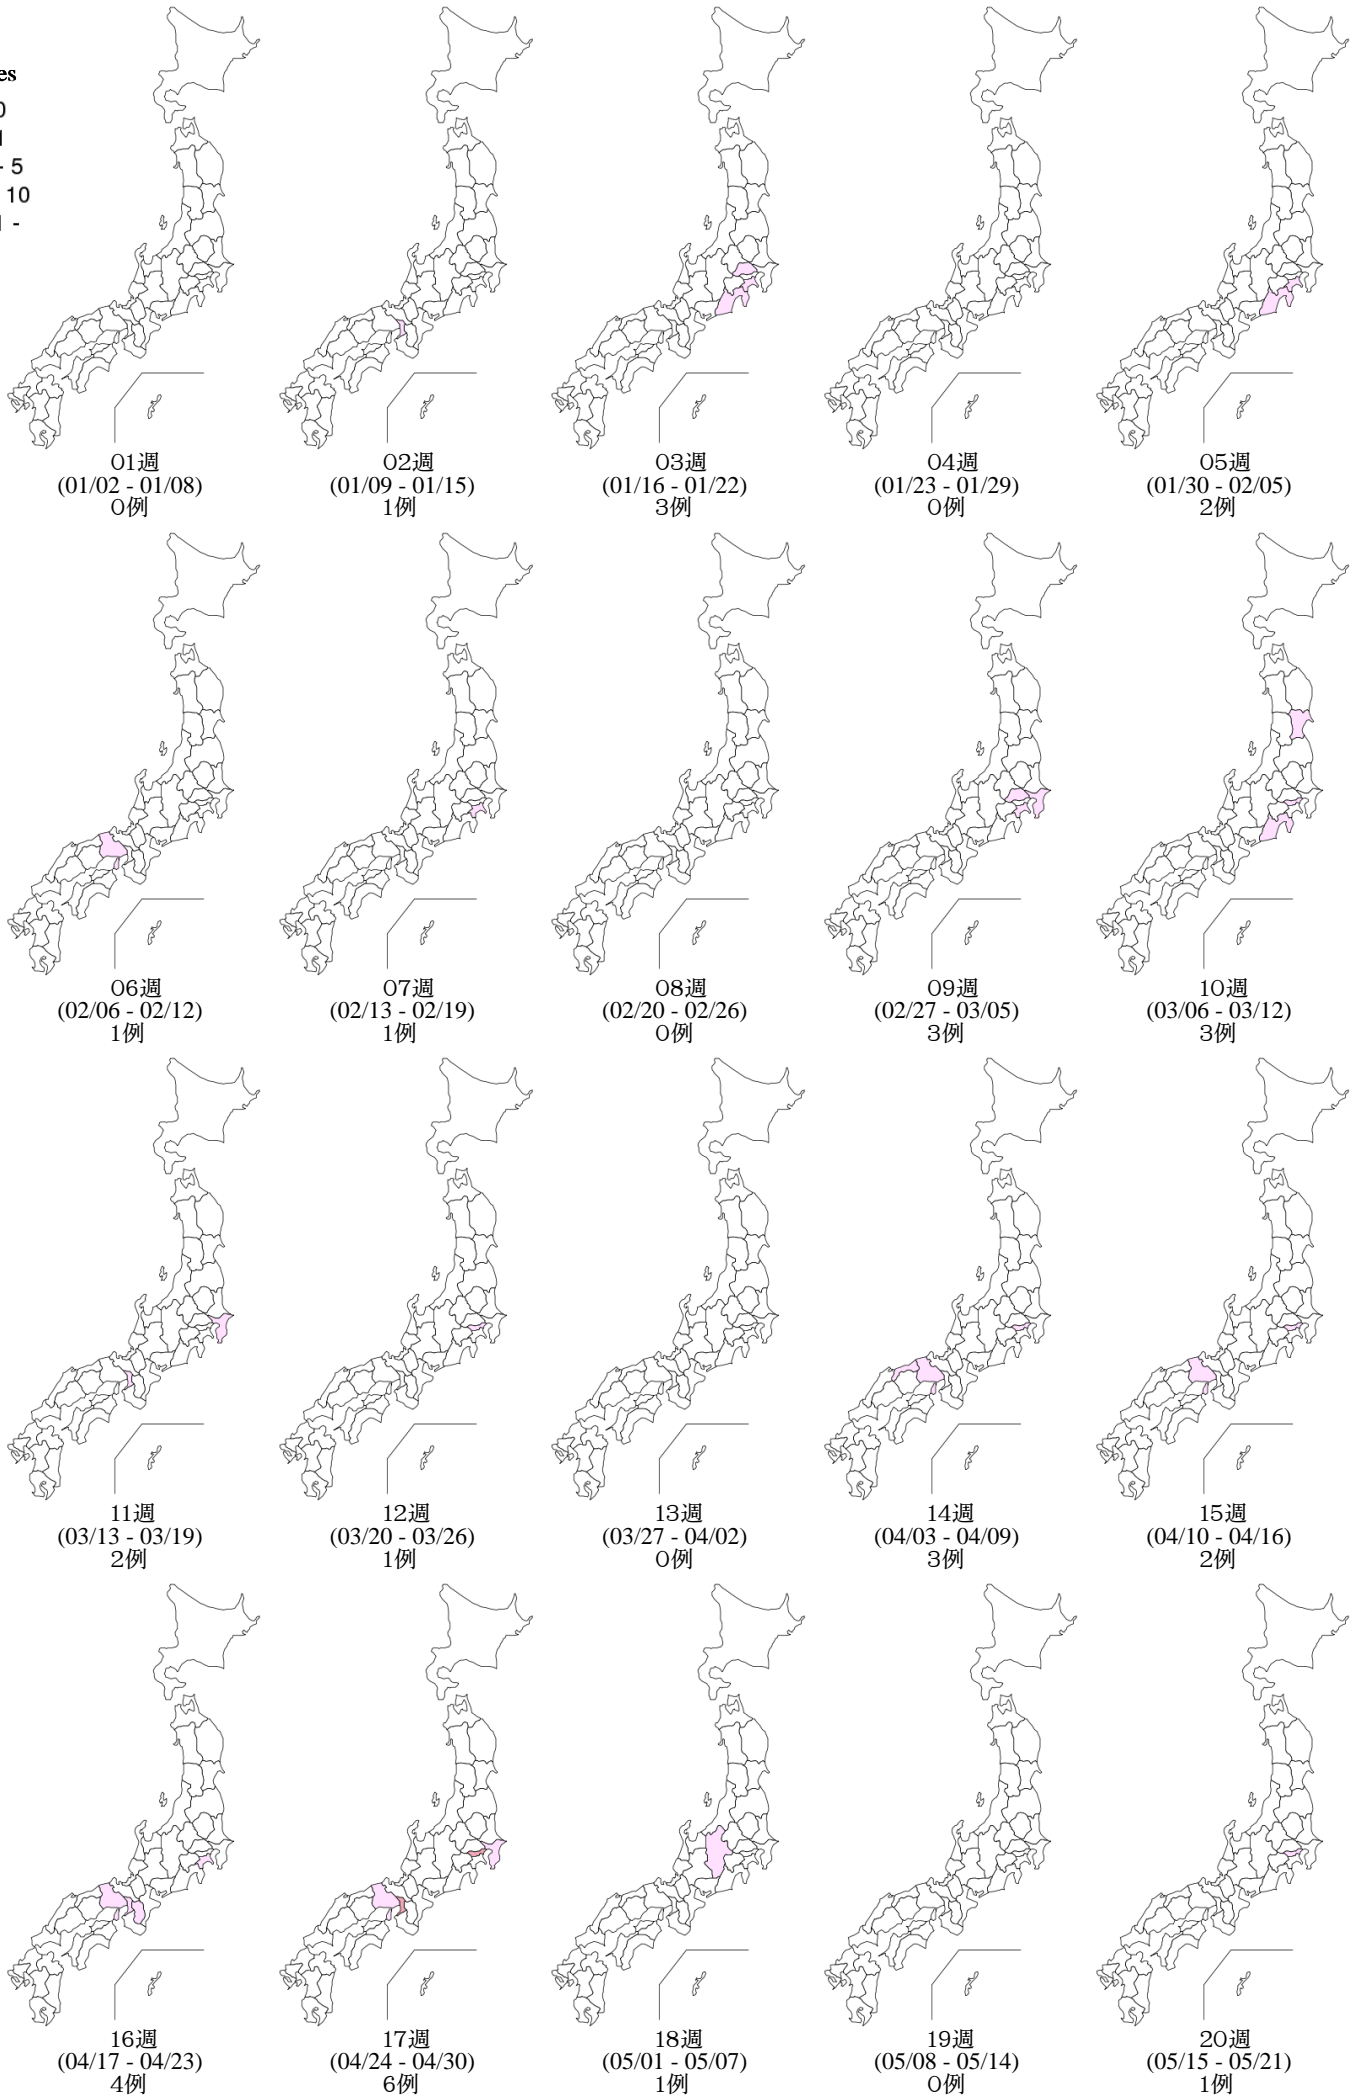 es
0
1
- 5
10
1 -
01週
(01/02 - 01/08)
0例
02週
(01/09 - 01/15)
1例
03週
(01/16 - 01/22)
3例
04週
(01/23 - 01/29)
0例
05週
(01/30 - 02/05)
2例
06週
(02/06 - 02/12)
1例
07週
(02/13 - 02/19)
1例
08週
(02/20 - 02/26)
0例
09週
(02/27 - 03/05)
3例
10週
(03/06 - 03/12)
3例
11週
(03/13 - 03/19)
2例
12週
(03/20 - 03/26)
1例
13週
(03/27 - 04/02)
0例
14週
(04/03 - 04/09)
3例
15週
(04/10 - 04/16)
2例
16週
(04/17 - 04/23)
4例
17週
(04/24 - 04/30)
6例
18週
(05/01 - 05/07)
1例
19週
(05/08 - 05/14)
0例
20週
(05/15 - 05/21)
1例